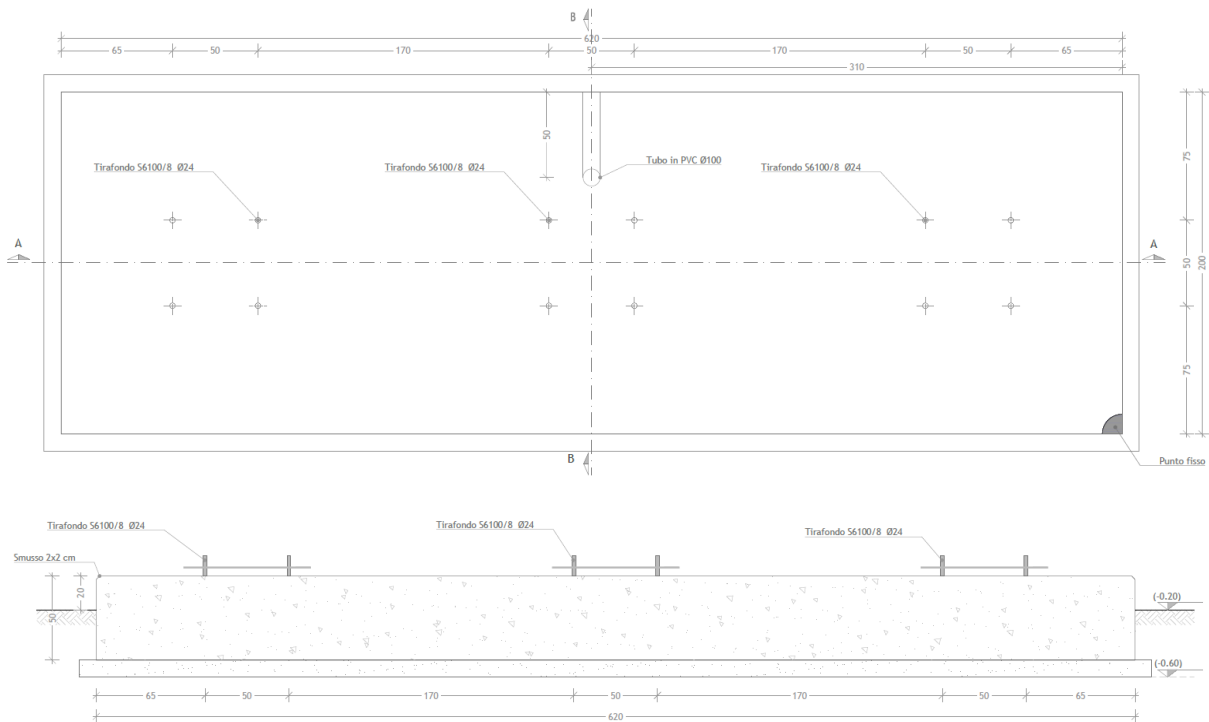 B
620
65
50
170
50
170
50
65
310
50
Tirafondo S6100/8 Ø24
Tirafondo S6100/8 Ø24
Tubo in PVC Ø100
Tirafondo S6100/8 Ø24
75
A
A
50
200
75
B
Punto fisso
Tirafondo S6100/8 Ø24
Tirafondo S6100/8 Ø24
Tirafondo S6100/8 Ø24
Smusso 2x2 cm
20
50
(-0.20)
(-0.60)
65
50
170
50
170
50
65
620